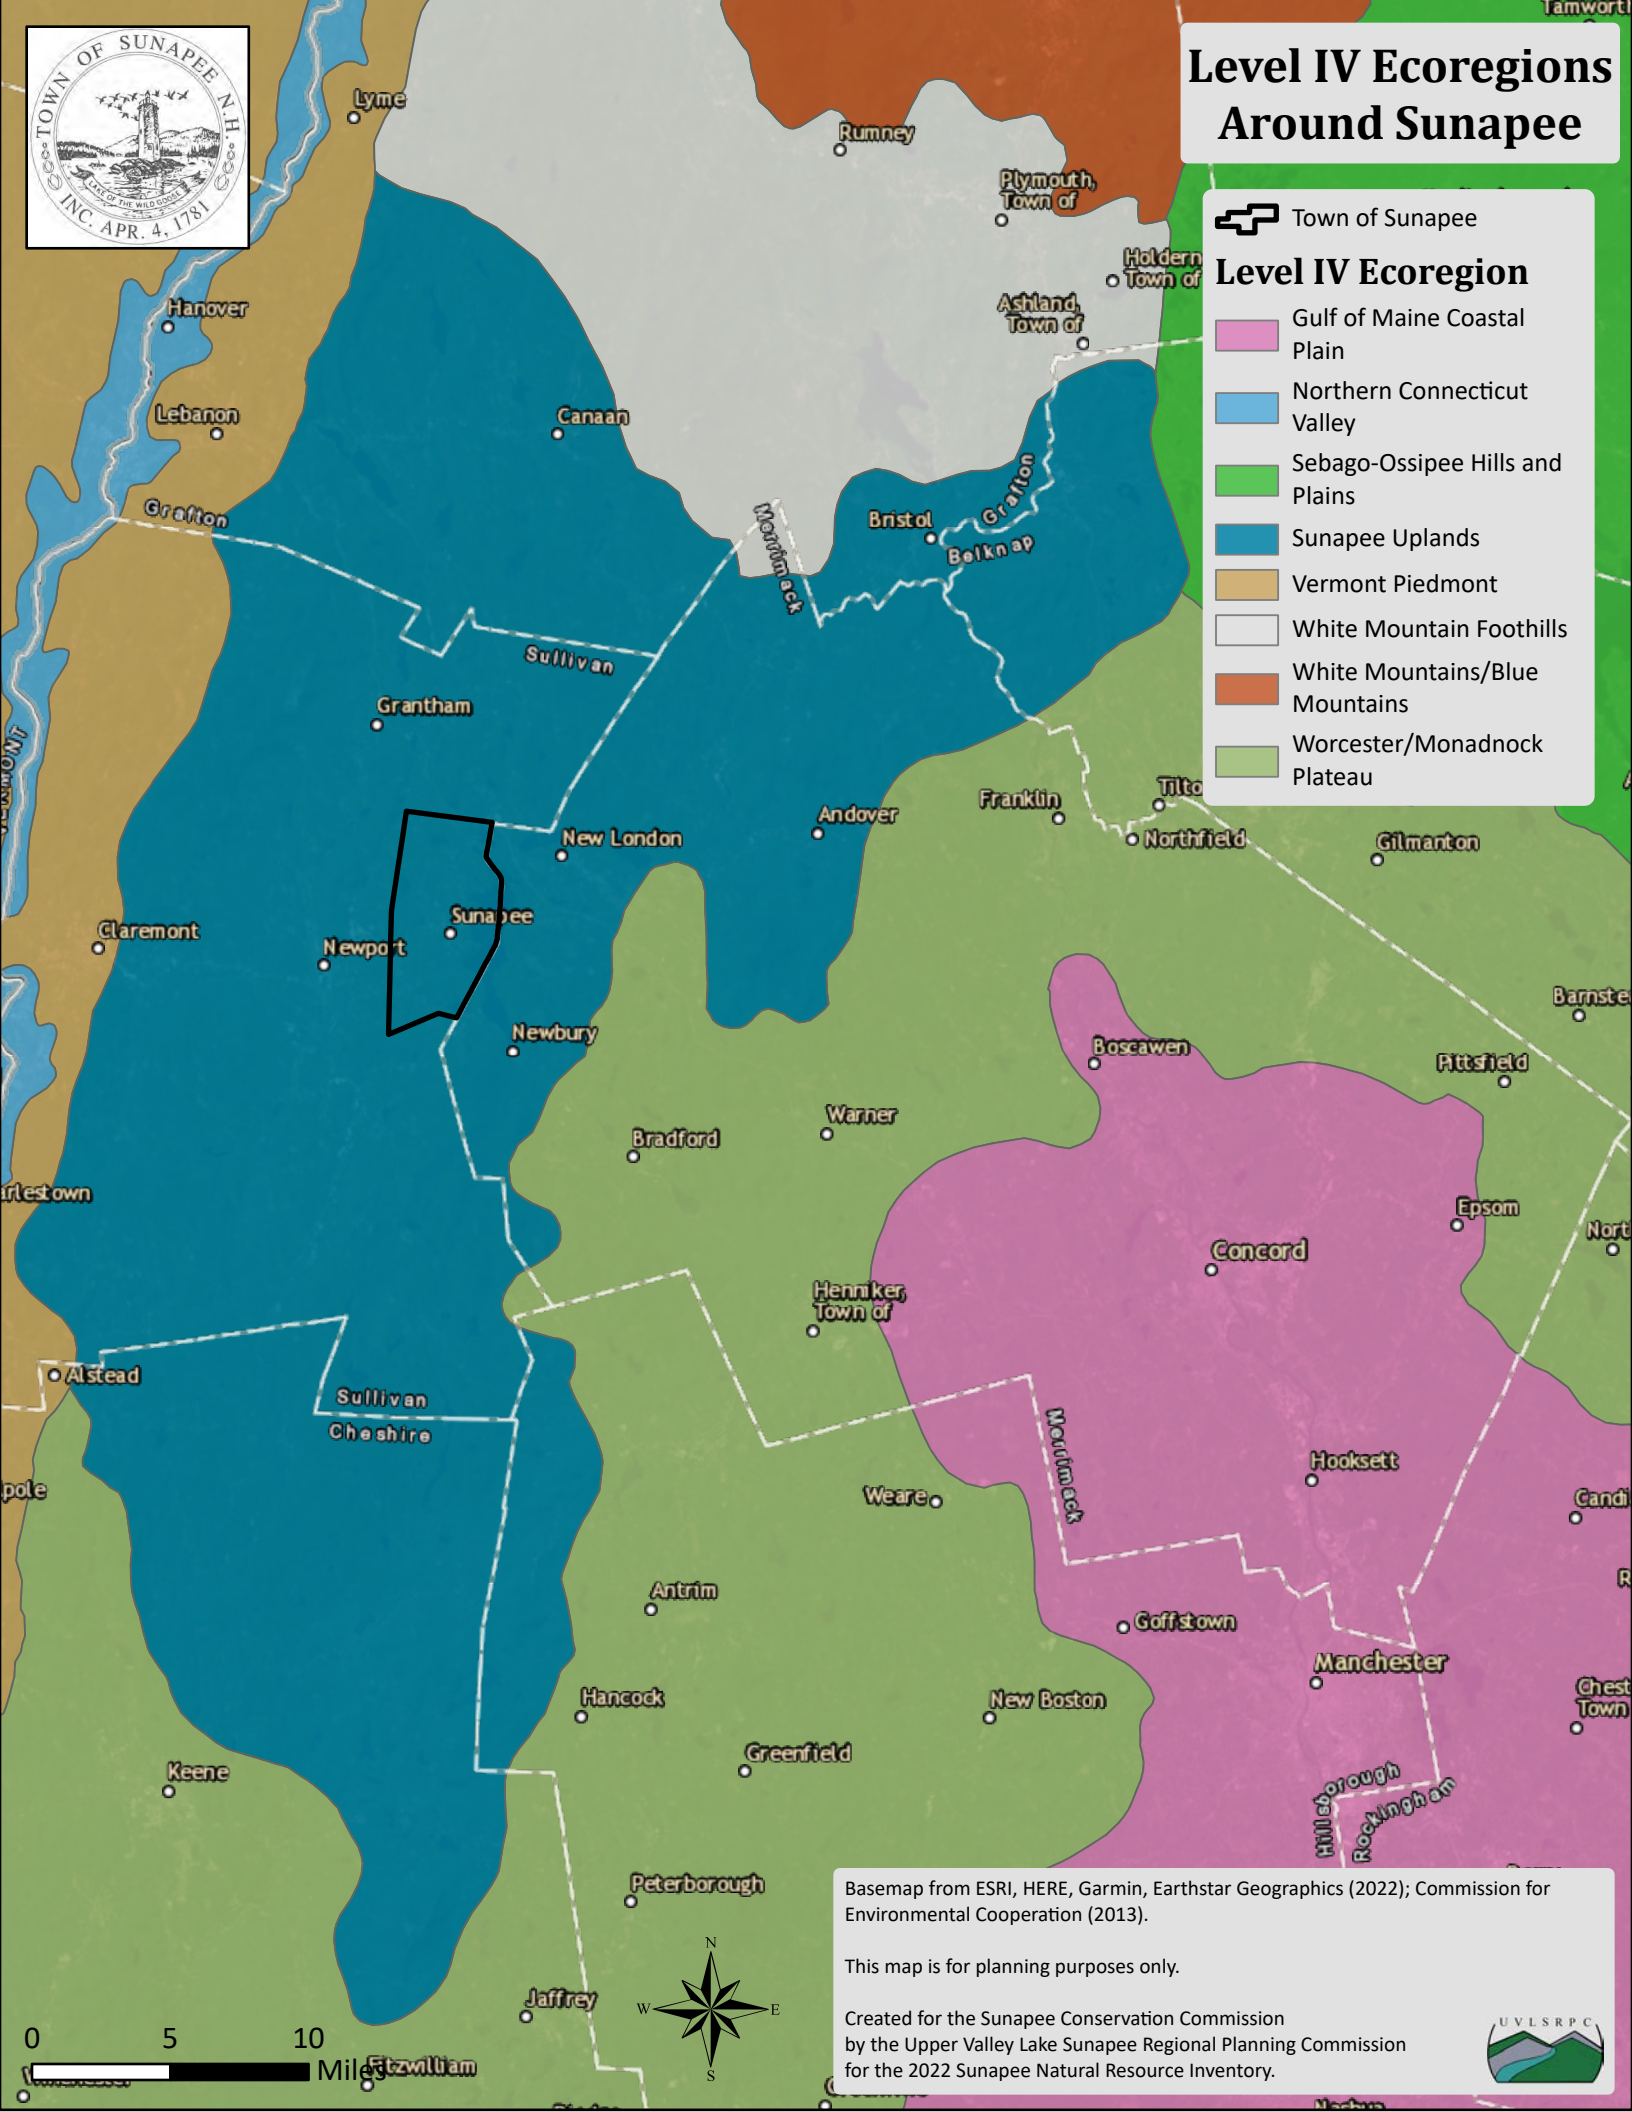 TOWN OF SUNAPEE N.H.
LAKE OF THE WILD GOOSE
INC. APR. 4, 1781
Level IV Ecoregions
Around Sunapee
Town of Sunapee
Level IV Ecoregion
Gulf of Maine Coastal
Plain
Northern Connecticut
Valley
Sebago-Ossipee Hills and
Plains
Sunapee Uplands
Vermont Piedmont
White Mountain Foothills
White Mountains/Blue
Mountains
Worcester/Monadnock
Plateau
Lyme
Rumney
Plymouth,
Town of
Holdern
Town of
Ashland,
Town of
Hanover
Lebanon
Canaan
Grafton
Merrimack
Bristol
Grafton
Belknap
Sullivan
Grantham
MONT
New London
Andover
Franklin
Tilto
Northfield
Gilmanton
Claremont
Newport
Sunapee
Newbury
Boscawen
Barnste
Pittsfield
Bradford
Warner
arlestown
Epsom
Concord
Nort
Henniker,
Town of
Alstead
Sullivan
Cheshire
Merrimack
Hooksett
pole
Weare
Candi
Antrim
R
Goffstown
Manchester
Hancock
New Boston
Chest
Town
Greenfield
Keene
Hillsborough
Rockingham
Peterborough
Jaffrey
Fitzwilliam
N
W E
S
0 5 10
Miles
Basemap from ESRI, HERE, Garmin, Earthstar Geographics (2022); Commission for
Environmental Cooperation (2013).
This map is for planning purposes only.
Created for the Sunapee Conservation Commission
by the Upper Valley Lake Sunapee Regional Planning Commission
for the 2022 Sunapee Natural Resource Inventory.
UVLSRPC